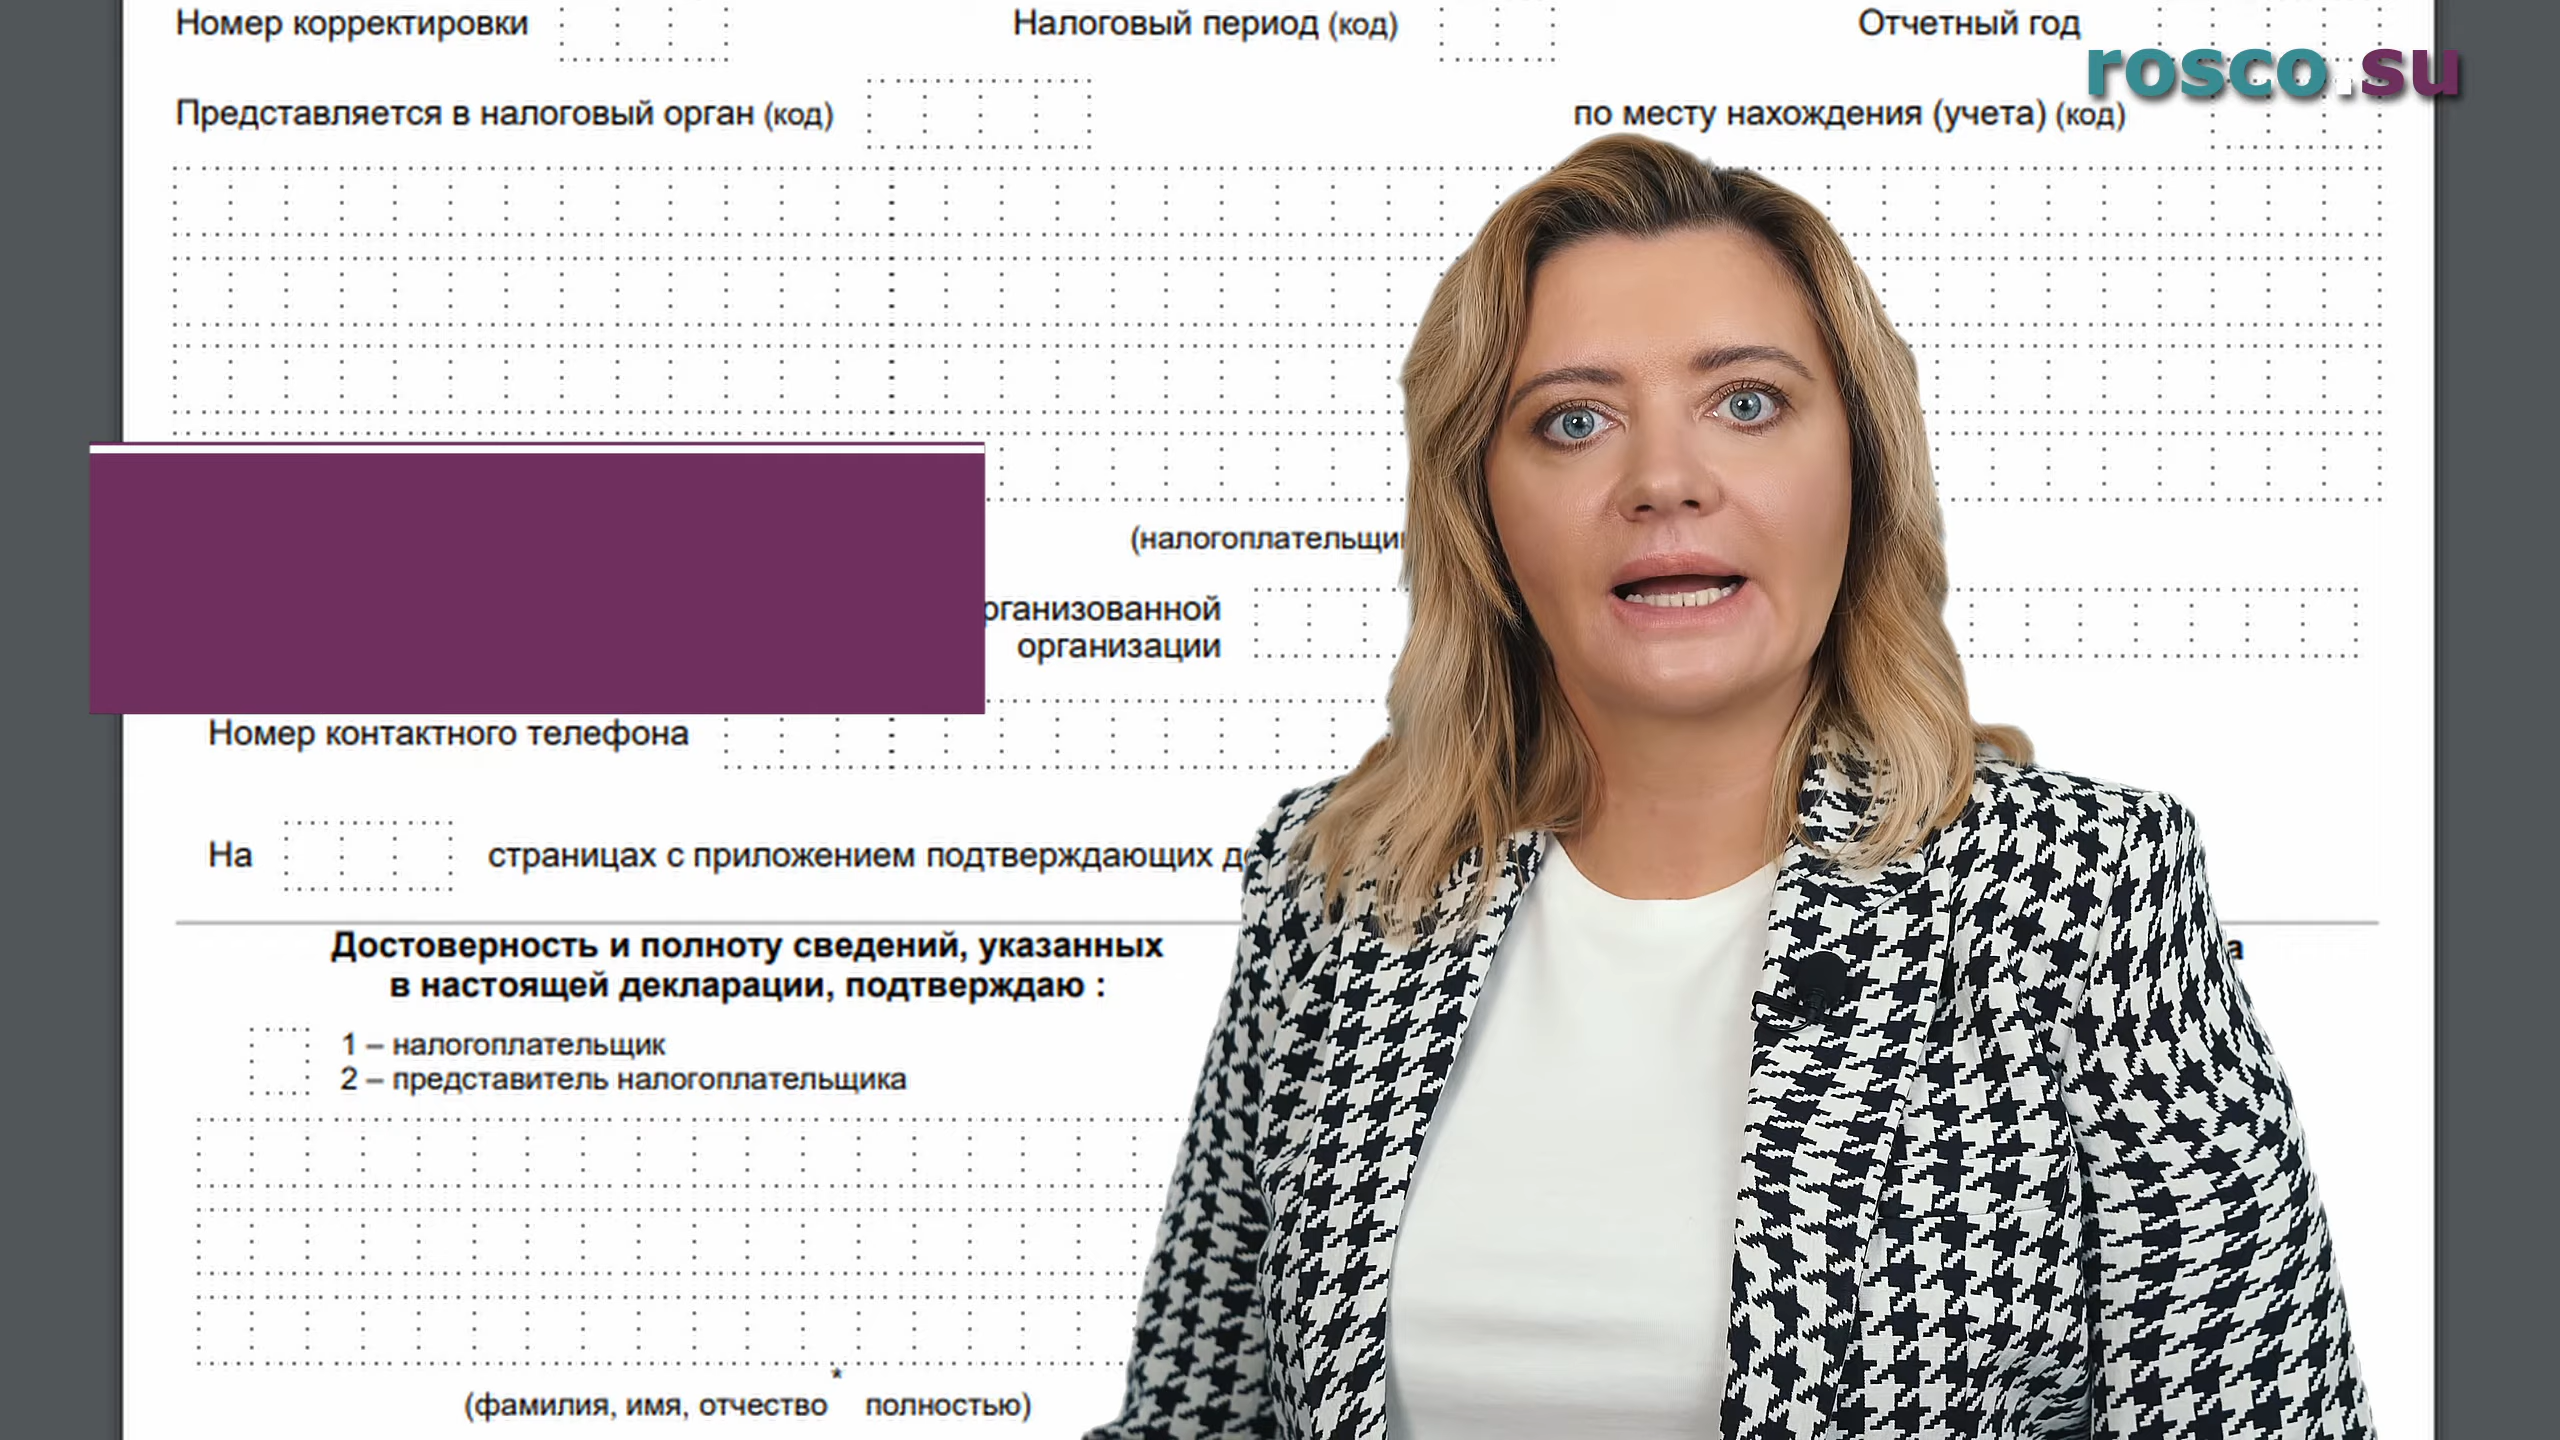 Номер корректировки
Налоговый период (код)
Отчетный год
rosco.su
Представляется в налоговый орган (код)
по месту нахождения (учета) (код)
(налогоплательщи
рганизованной
организации
Номер контактного телефона
На
страницах с приложением подтверждающих д
Достоверность и полноту сведений, указанных
в настоящей декларации, подтверждаю :
а
1 – налогоплательщик
2 – представитель налогоплательщика
(фамилия, имя, отчество * полностью)